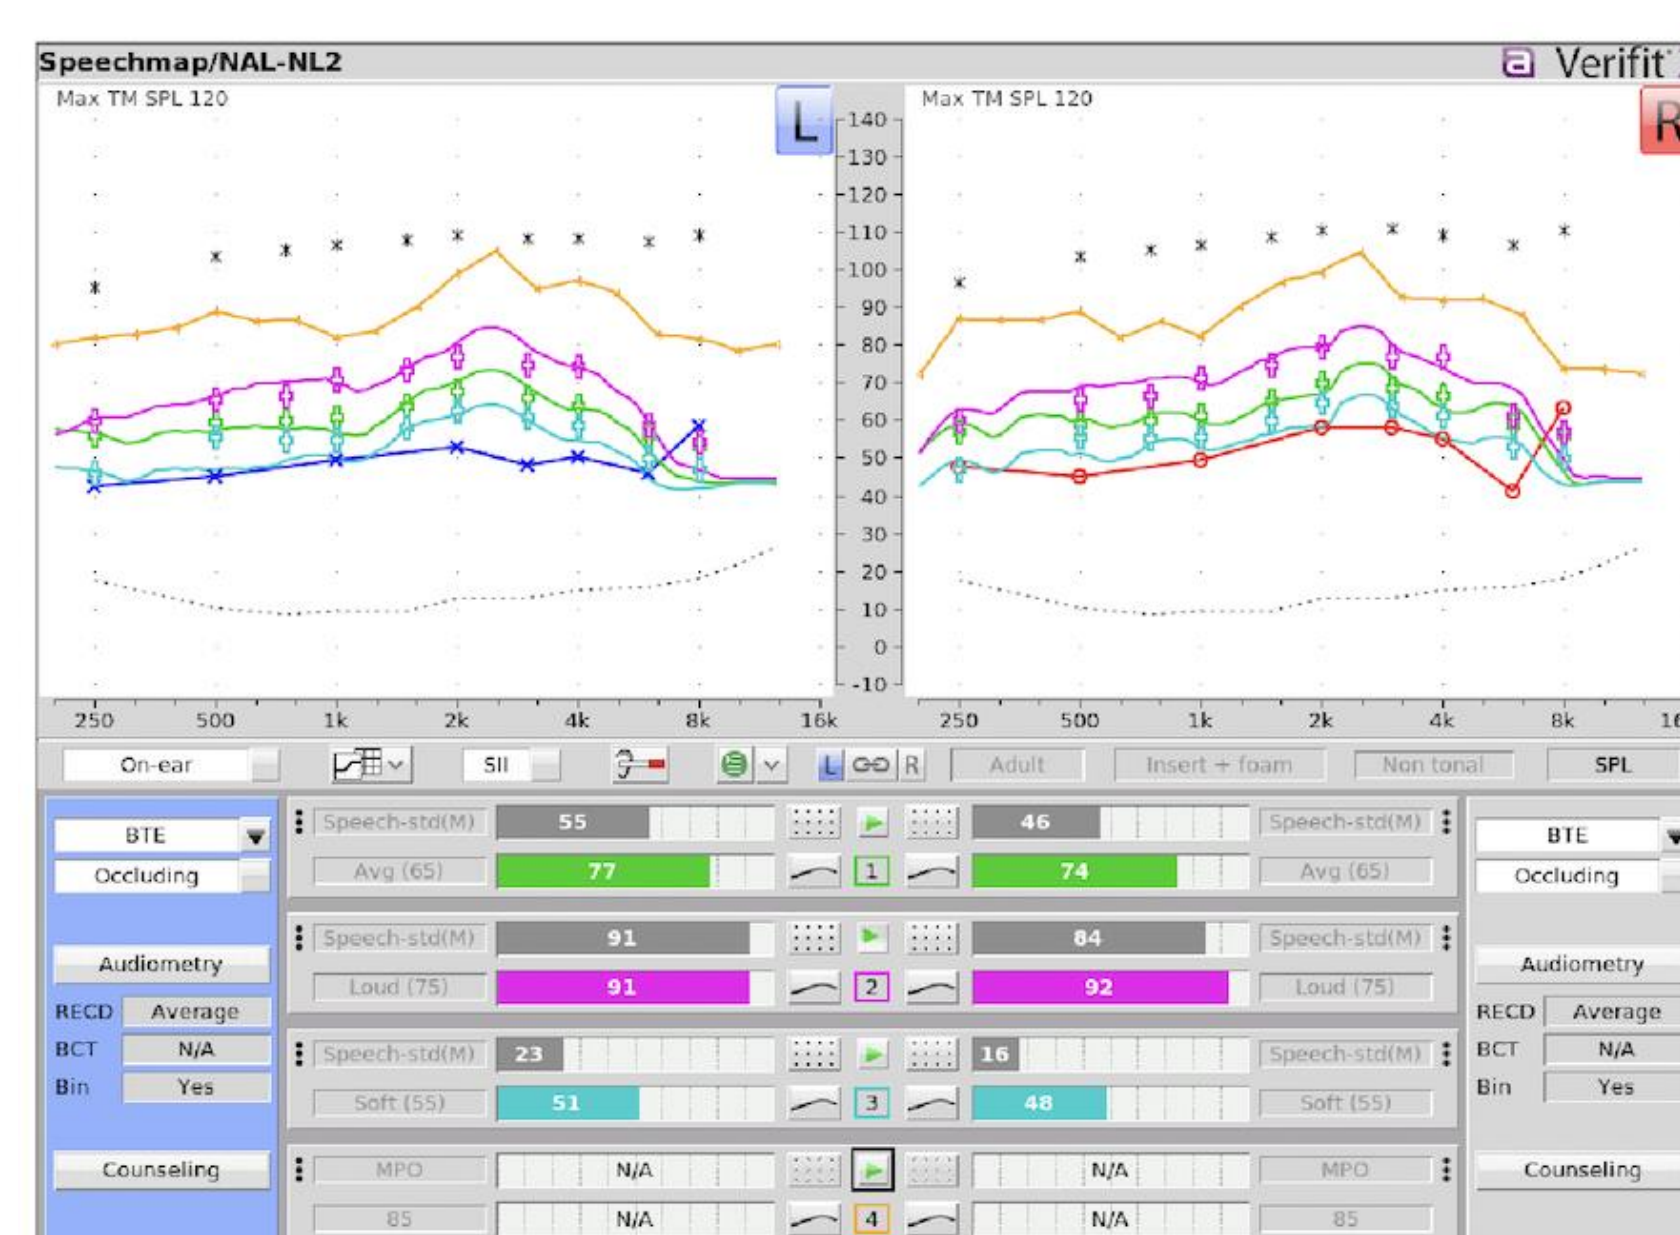 Speechmap/NAL-NL2
a Verifit
Max TM SPL 120
L
Max TM SPL 120
R
140
130
120
110
100
90
80
70
60
50
40
30
20
10
0
-10
250 500 1k 2k 4k 8k 16k 250 500 1k 2k 4k 8k
On-ear SII L R Adult Insert + foam Non tonal SPL
BTE Speech-std(M) 55 46 Speech-std(M) BTE
Occluding Avg (65) 77 1 74 Avg (65) Occluding
Speech-std(M) 91 84 Speech-std(M)
Audiometry Audiometry
Loud (75) 91 2 92 Loud (75)
RECD Average RECD Average
BCT N/A Speech-std(M) 23 16 Speech-std(M) BCT N/A
Bin Yes Soft (55) 51 3 48 Soft (55) Bin Yes
Counseling MPO N/A N/A MPO Counseling
85 N/A 4 N/A 85